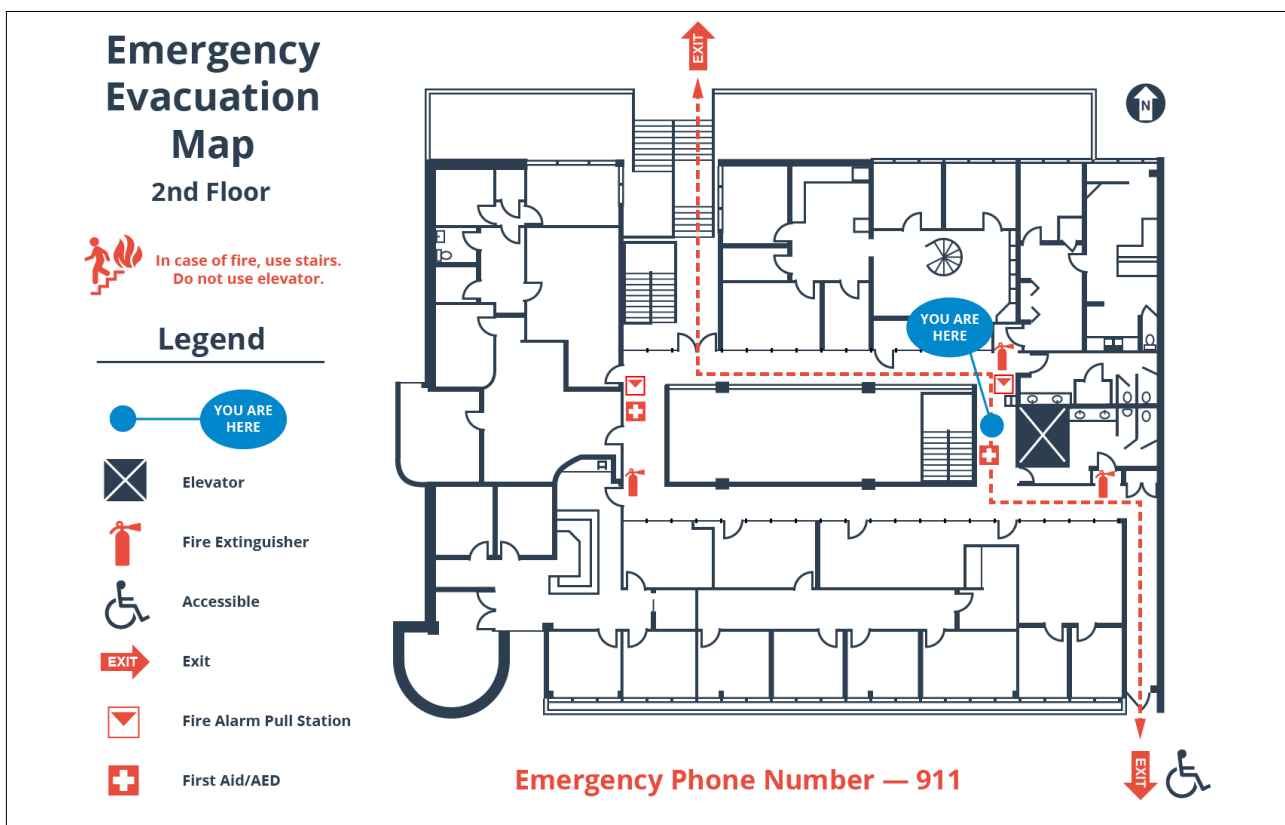 Emergency
Evacuation
Map
2nd Floor
In case of fire, use stairs.
Do not use elevator.
Legend
YOU ARE
HERE
Elevator
Fire Extinguisher
Accessible
EXIT
Exit
Fire Alarm Pull Station
First Aid/AED
EXIT
N
YOU ARE
HERE
EXIT
Emergency Phone Number — 911